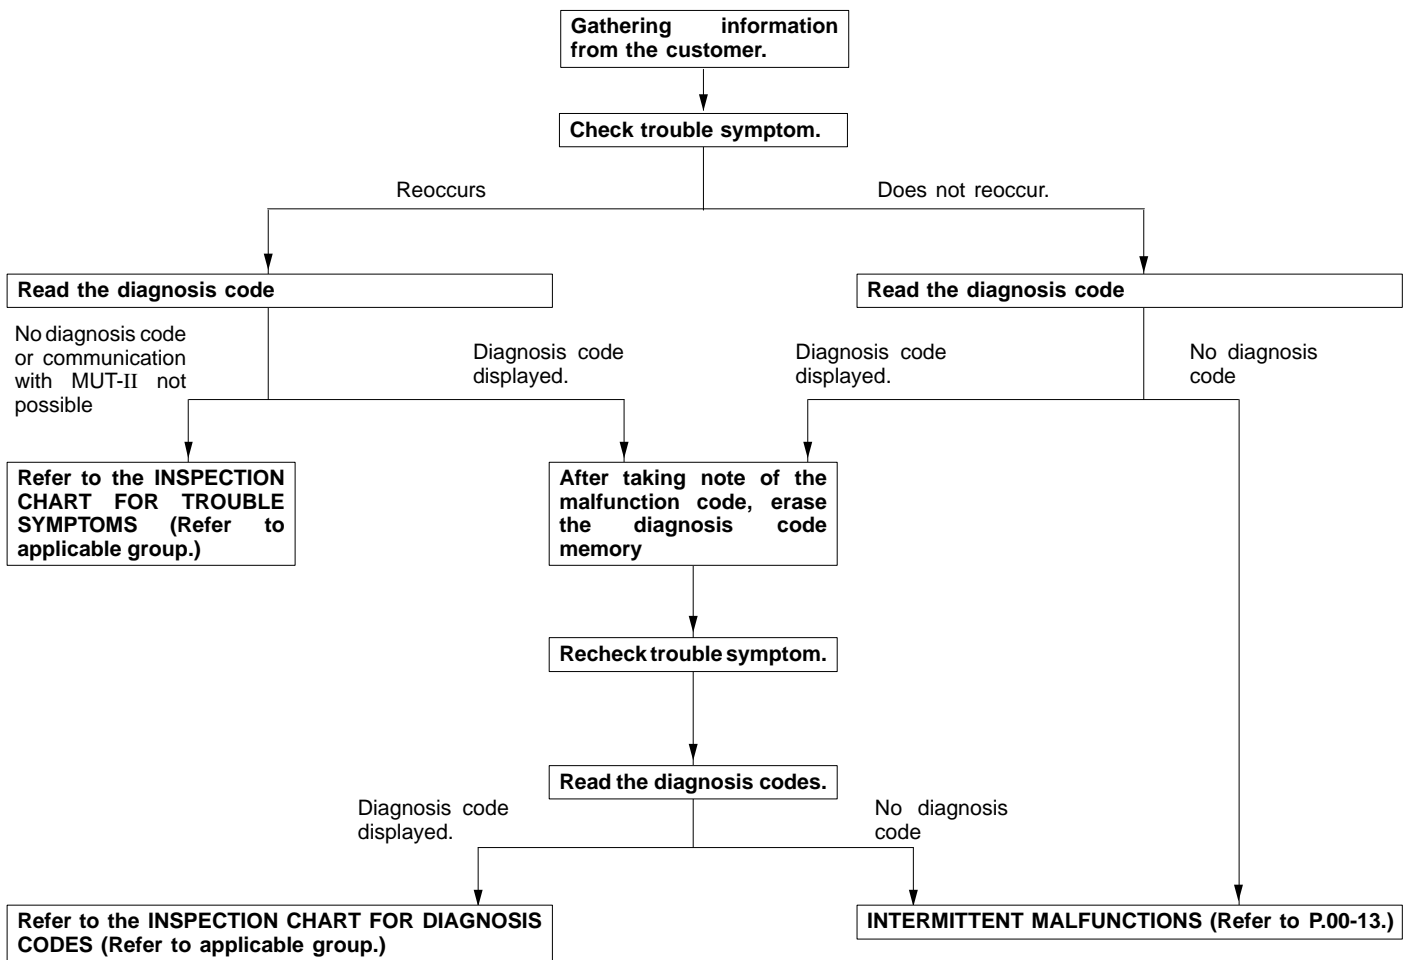 Gathering information
from the customer.
Check trouble symptom.
Reoccurs
Does not reoccur.
Read the diagnosis code
Read the diagnosis code
No diagnosis code
or communication
with MUT-II not
possible
Diagnosis code
displayed.
Diagnosis code
displayed.
No diagnosis
code
Refer to the INSPECTION
CHART FOR TROUBLE
SYMPTOMS (Refer to
applicable group.)
After taking note of the
malfunction code, erase
the diagnosis code
memory
Recheck trouble symptom.
Read the diagnosis codes.
Diagnosis code
displayed.
No diagnosis
code
Refer to the INSPECTION CHART FOR DIAGNOSIS
CODES (Refer to applicable group.)
INTERMITTENT MALFUNCTIONS (Refer to P.00-13.)